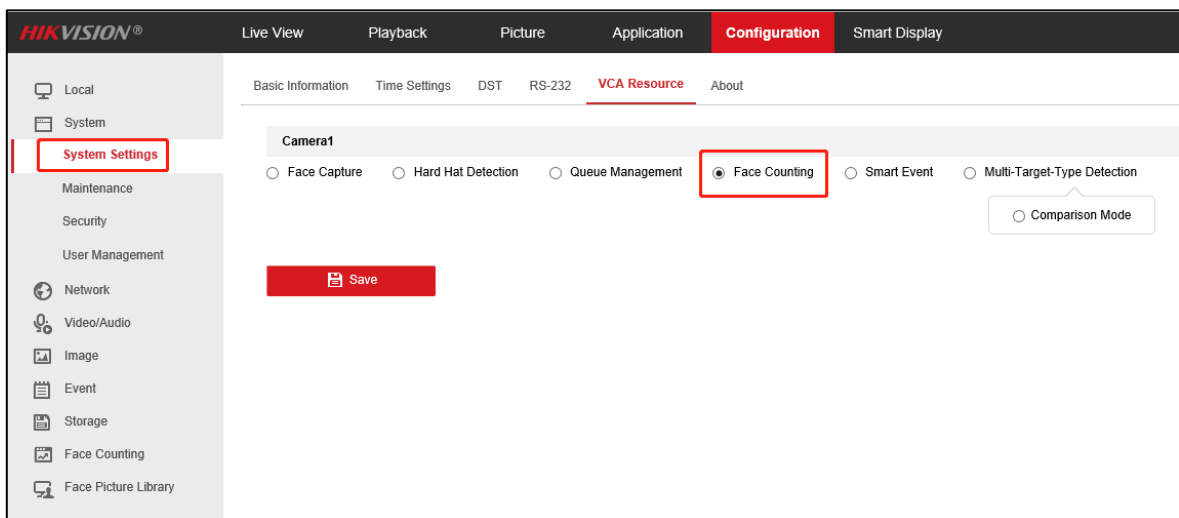 HIKVISION® Live View Playback Picture Application Configuration Smart Display
Local
System
System Settings
Maintenance
Security
User Management
Network
Video/Audio
Image
Event
Storage
Face Counting
Face Picture Library
Basic Information Time Settings DST RS-232 VCA Resource About
Camera1
Face Capture Hard Hat Detection Queue Management Face Counting Smart Event Multi-Target-Type Detection
Comparison Mode
Save